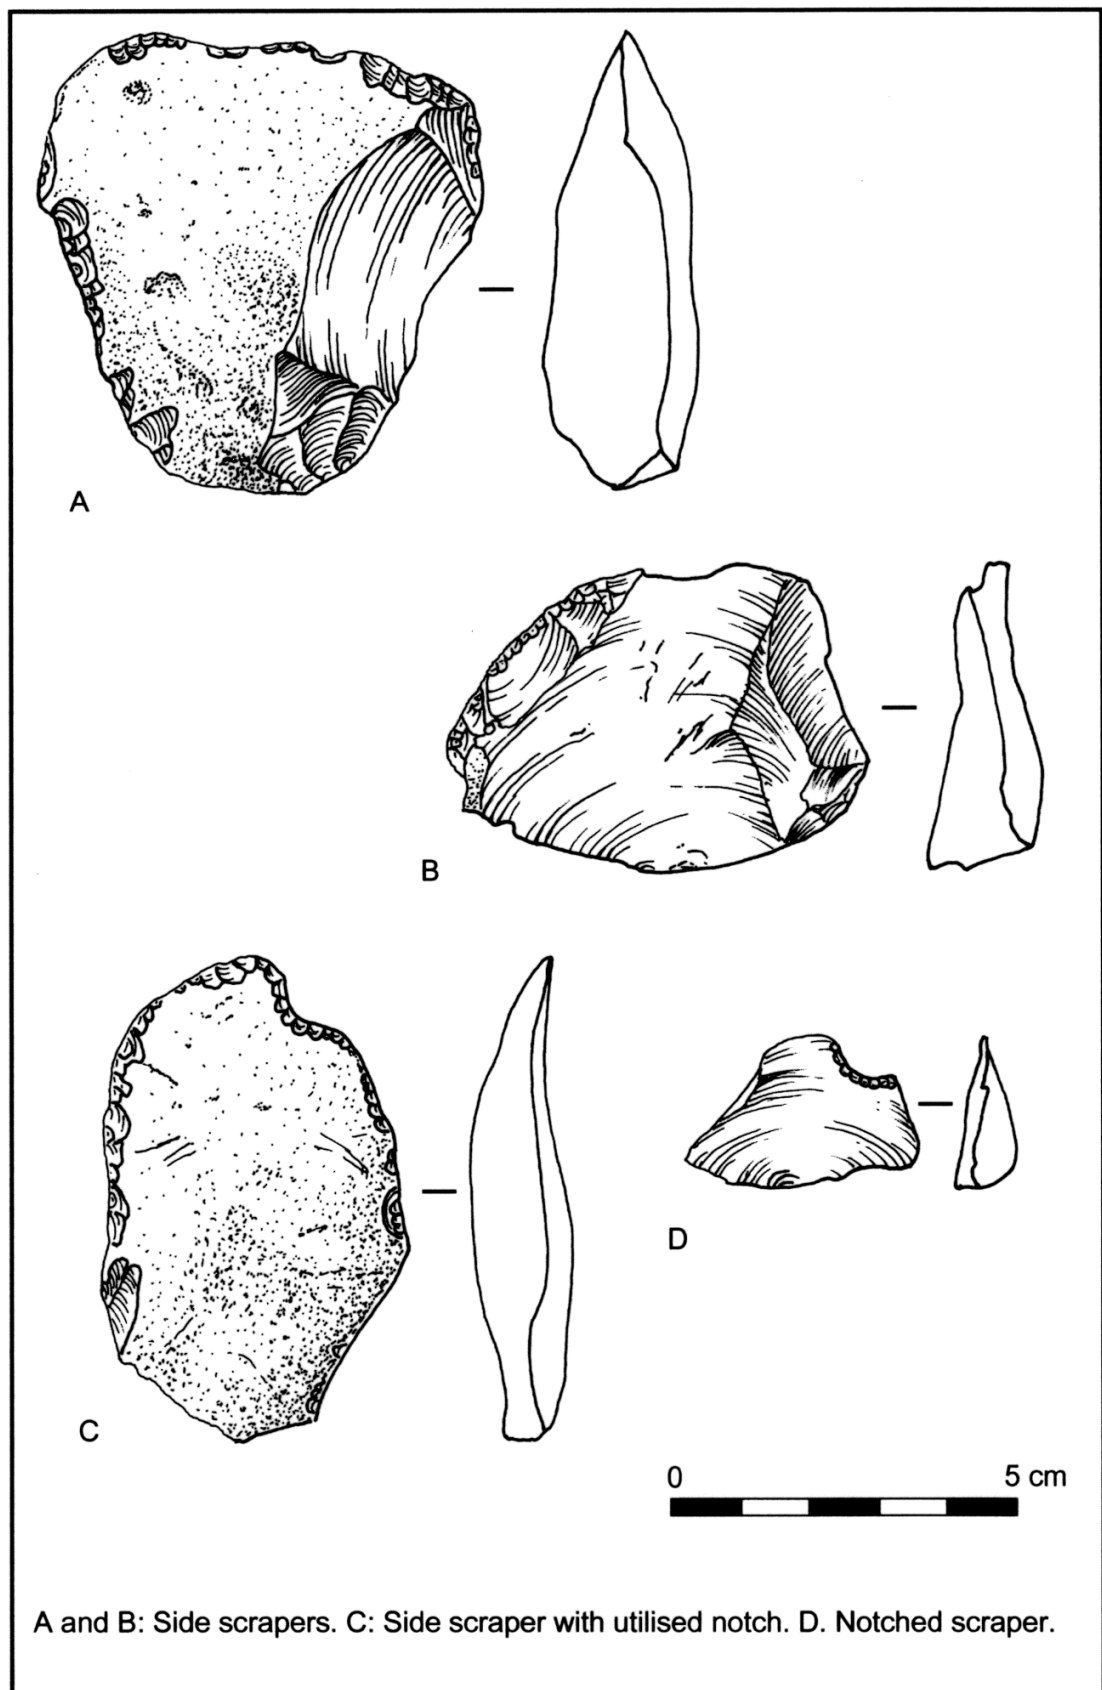 A
B
C
D
0 5 cm
A and B: Side scrapers. C: Side scraper with utilised notch. D. Notched scraper.